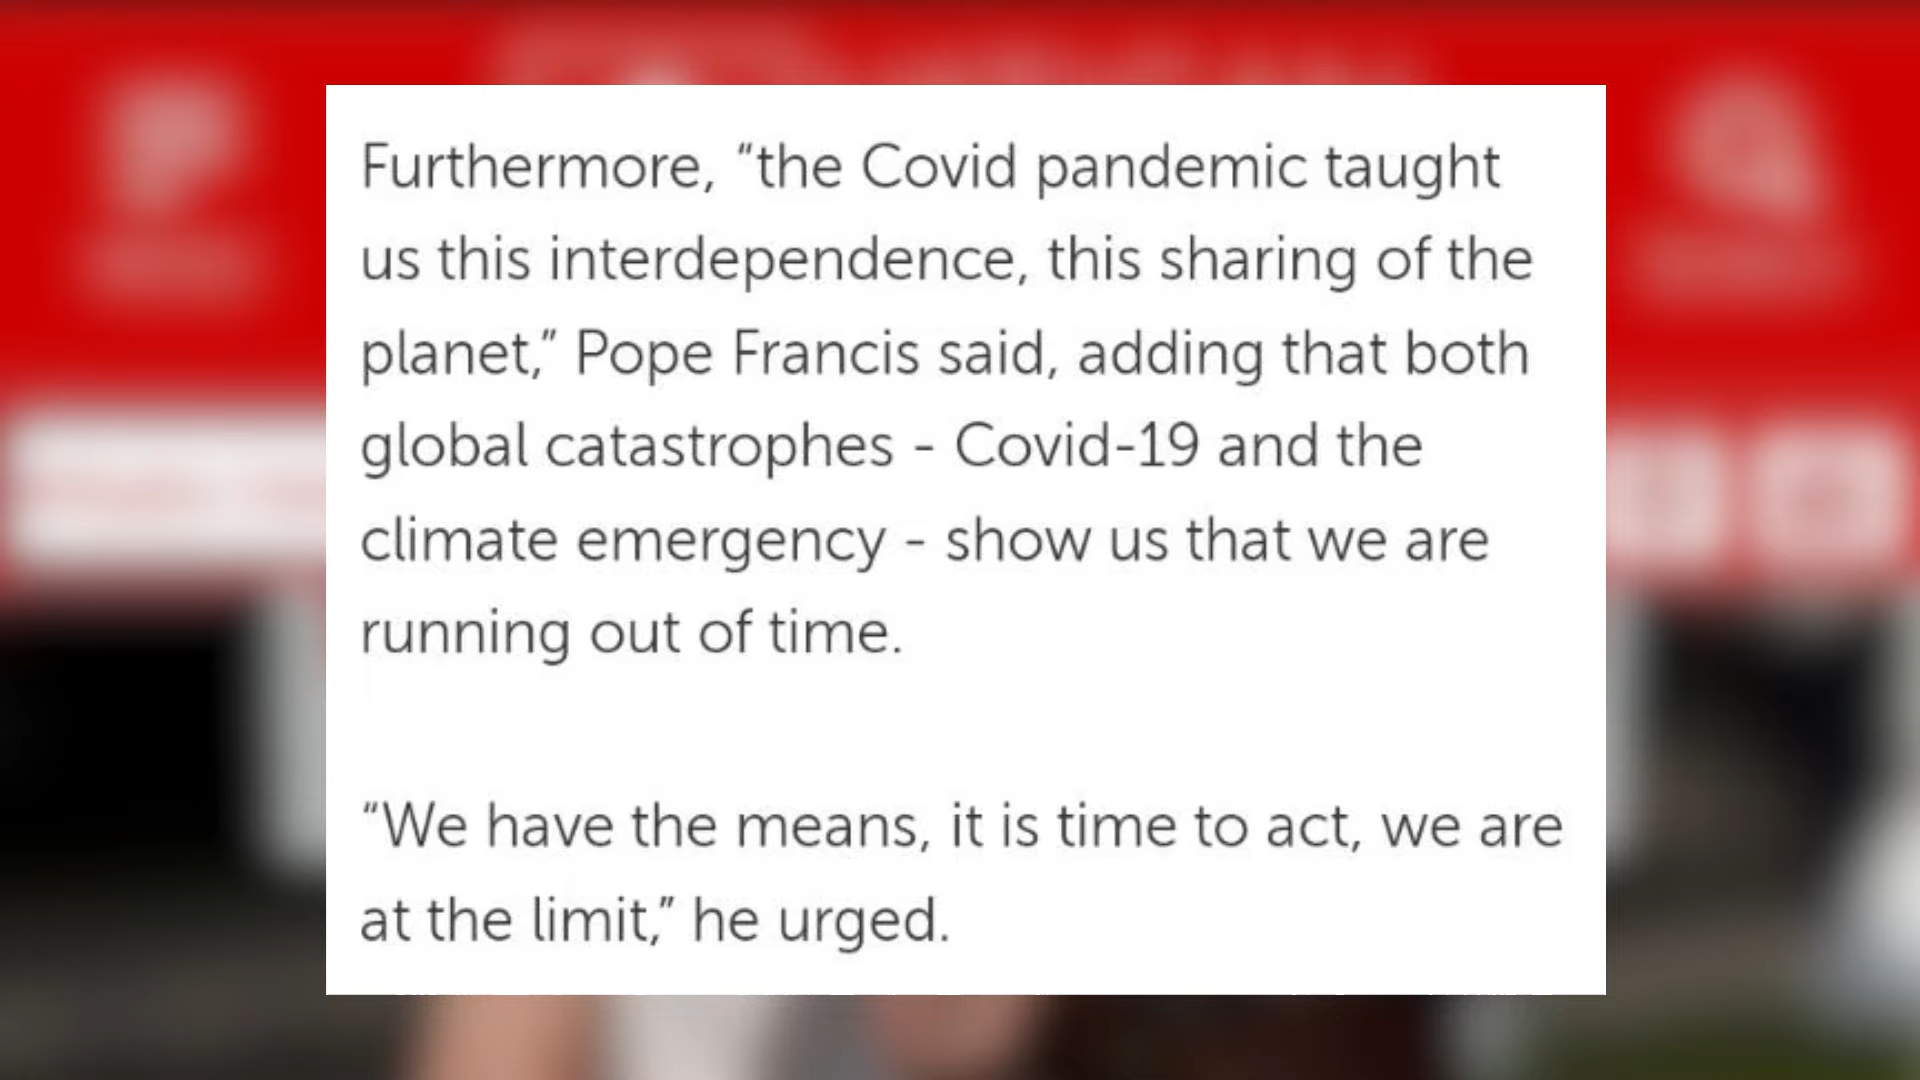 Furthermore, “the Covid pandemic taught
us this interdependence, this sharing of the
planet,” Pope Francis said, adding that both
global catastrophes - Covid-19 and the
climate emergency - show us that we are
running out of time.
“We have the means, it is time to act, we are
at the limit,” he urged.